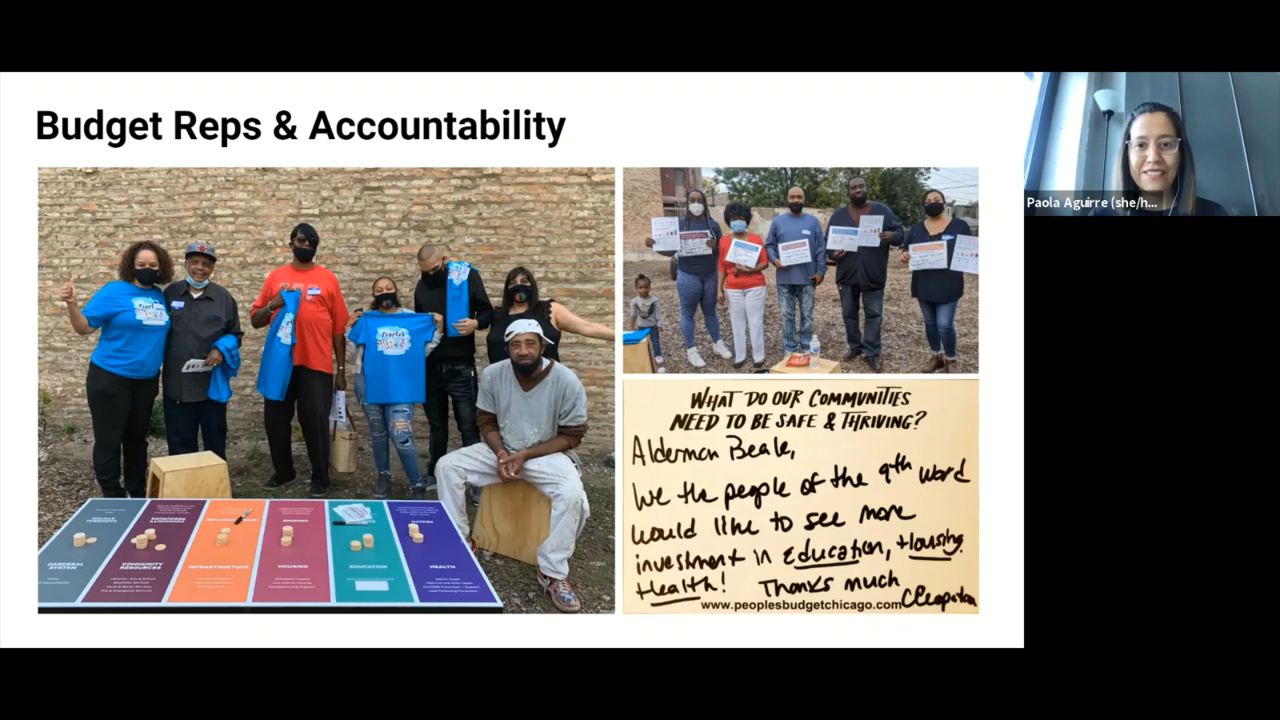 Budget Reps & Accountability
Paola Aguirre (she/h...
WHAT DO OUR COMMUNITIES
NEED TO BE SAFE & THRIVING?
Alderman Beale,
We the people of the 9th Ward
would like to see more
investment in Education, Housing,
Health! Thanks much
Cleopatra
www.peoplesbudgetchicago.com
CARCERAL
SYSTEM
COMMUNITY
RESOURCES
INFRASTRUCTURE
HOUSING
EDUCATION
HEALTH